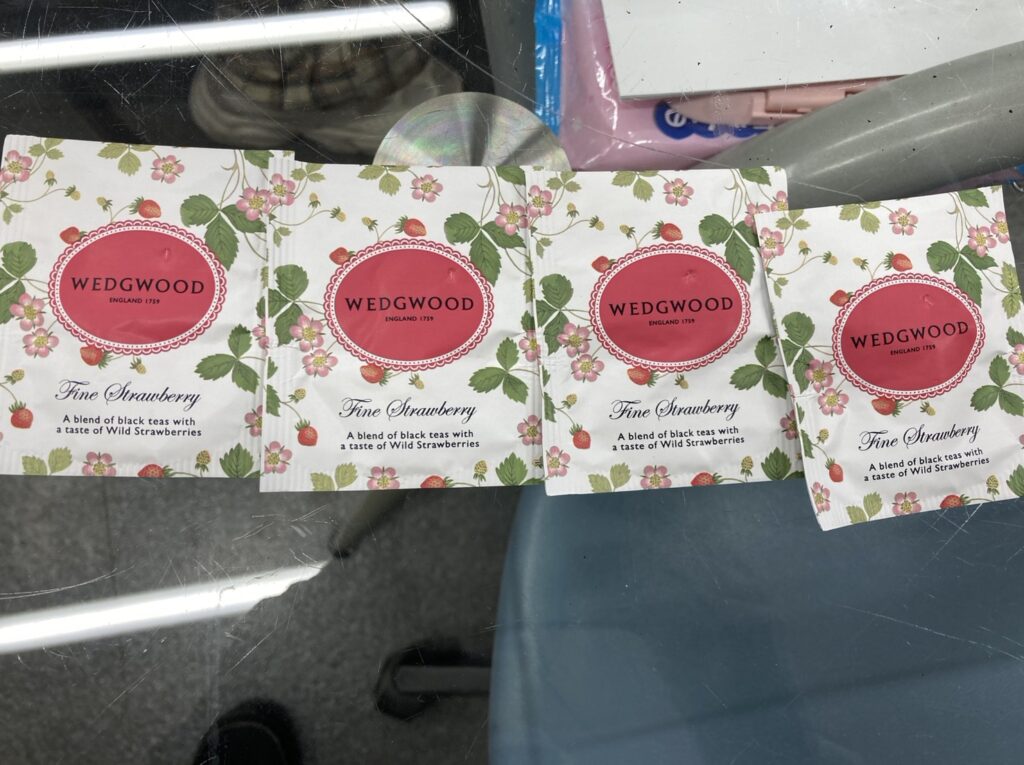 WEDGWOOD
ENGLAND 1759
Fine Strawberry
A blend of black teas with
a taste of Wild Strawberries
WEDGWOOD
ENGLAND 1759
Fine Strawberry
A blend of black teas with
a taste of Wild Strawberries
WEDGWOOD
ENGLAND 1759
Fine Strawberry
A blend of black teas with
a taste of Wild Strawberries
WEDGWOOD
ENGLAND 1759
Fine Strawberry
A blend of black teas with
a taste of Wild Strawberries